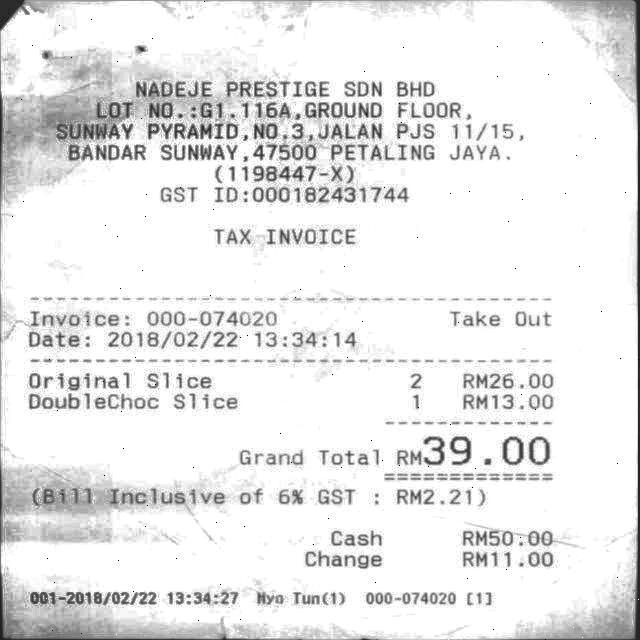 NADEJE PRESTIGE SDN BHD
LOT NO.:G1.116A,GROUND FLOOR,
SUNWAY PYRAMID,NO.3,JALAN PJS 11/15,
BANDAR SUNWAY,47500 PETALING JAYA.
(1198447-X)
GST ID:000182431744
TAX INVOICE
Invoice: 000-074020 Take Out
Date: 2018/02/22 13:34:14
Original Slice 2 RM26.00
DoubleChoc Slice 1 RM13.00
Grand Total RM39.00
(Bill Inclusive of 6% GST : RM2.21)
Cash RM50.00
Change RM11.00
001-2018/02/22 13:34:27 Myo Tun(1) 000-074020 [1]